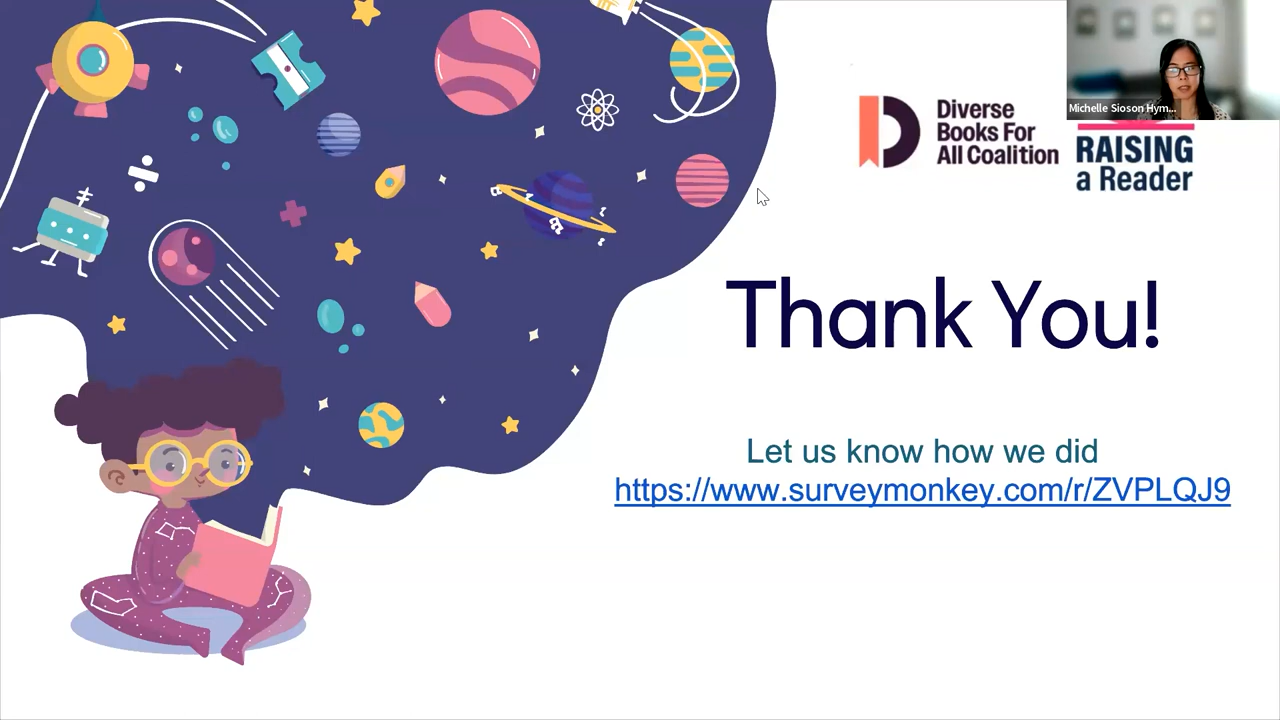 Michelle Sioson Hym...
Diverse
Books For
All Coalition
RAISING
a Reader
Thank You!
Let us know how we did
https://www.surveymonkey.com/r/ZVPLQJ9